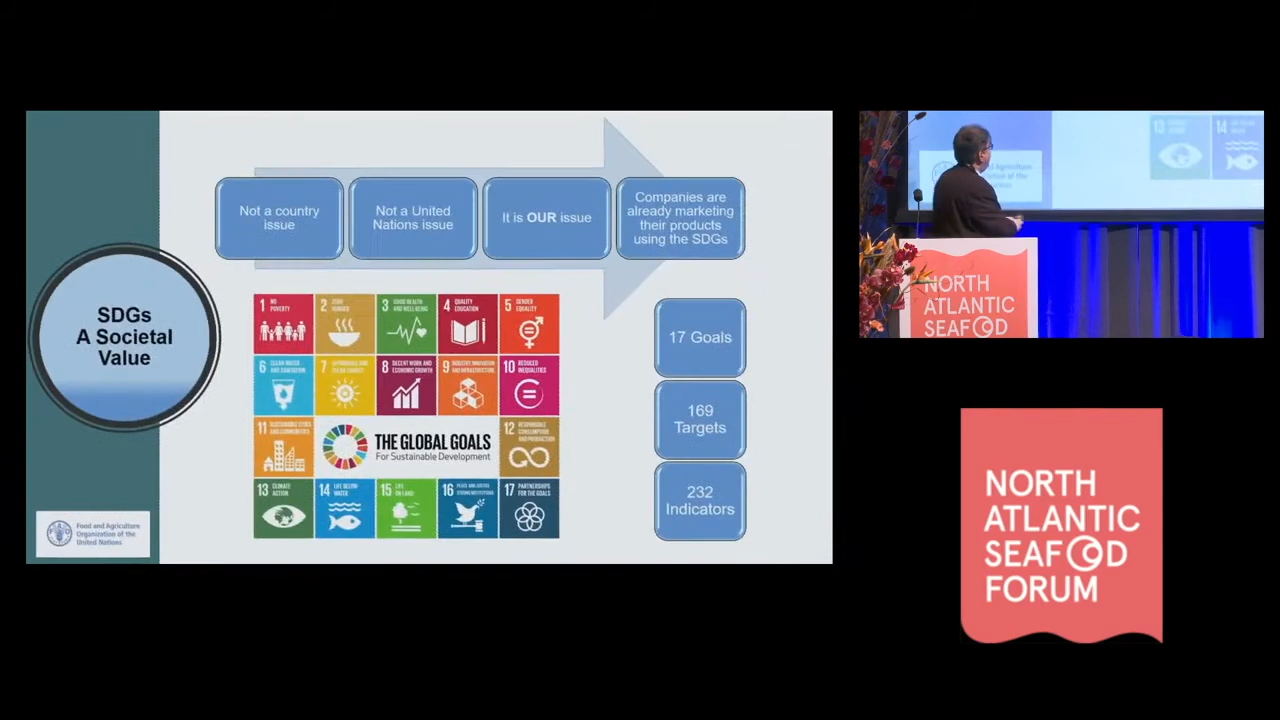 SDGs
A Societal
Value
Not a country
issue
Not a United
Nations issue
It is OUR issue
Companies are
already marketing
their products
using the SDGs
1 NO
POVERTY
2 ZERO
HUNGER
3 GOOD HEALTH
AND WELL-BEING
4 QUALITY
EDUCATION
5 GENDER
EQUALITY
6 CLEAN WATER
AND SANITATION
7 AFFORDABLE AND
CLEAN ENERGY
8 DECENT WORK AND
ECONOMIC GROWTH
9 INDUSTRY, INNOVATION
AND INFRASTRUCTURE
10 REDUCED
INEQUALITIES
11 SUSTAINABLE CITIES
AND COMMUNITIES
THE GLOBAL GOALS
For Sustainable Development
12 RESPONSIBLE
CONSUMPTION
AND PRODUCTION
13 CLIMATE
ACTION
14 LIFE BELOW
WATER
15 LIFE
ON LAND
16 PEACE AND JUSTICE
STRONG INSTITUTIONS
17 PARTNERSHIPS
FOR THE GOALS
17 Goals
169
Targets
232
Indicators
Food and Agriculture
Organization of the
United Nations
13
14
Agriculture
of the
NORTH
ATLANTIC
SEAFOOD
NORTH
ATLANTIC
SEAFOOD
FORUM